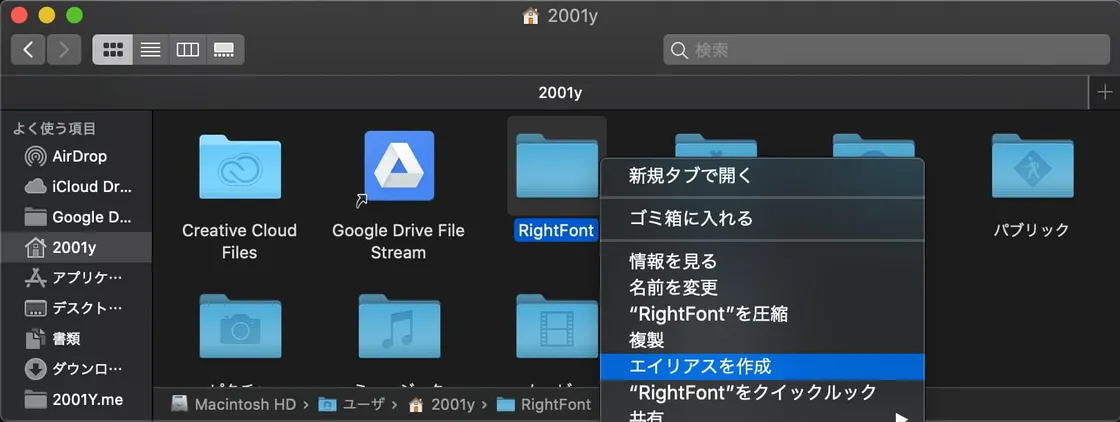 2001y
検索
2001y
よく使う項目
AirDrop
iCloud Dr...
Google D...
2001y
アプリケ…
デスクト…
書類
ダウンロ…
2001Y.me
Creative Cloud
Files
Google Drive File
Stream
RightFont
パブリック
新規タブで開く
ゴミ箱に入れる
情報を見る
名前を変更
“RightFont”を圧縮
複製
エイリアスを作成
“RightFont”をクイックルック
共有
Macintosh HD › ユーザ › 2001y › RightFont